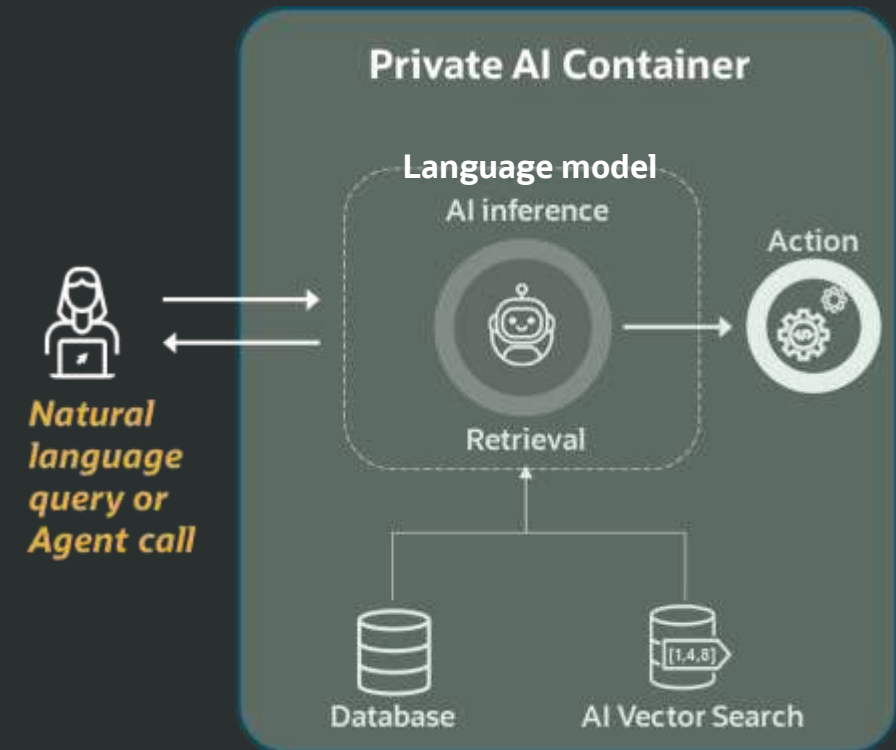 Private AI Container
Language model
AI inference
Action
Retrieval
Natural
language
query or
Agent call
[1,4,8]
Database
AI Vector Search